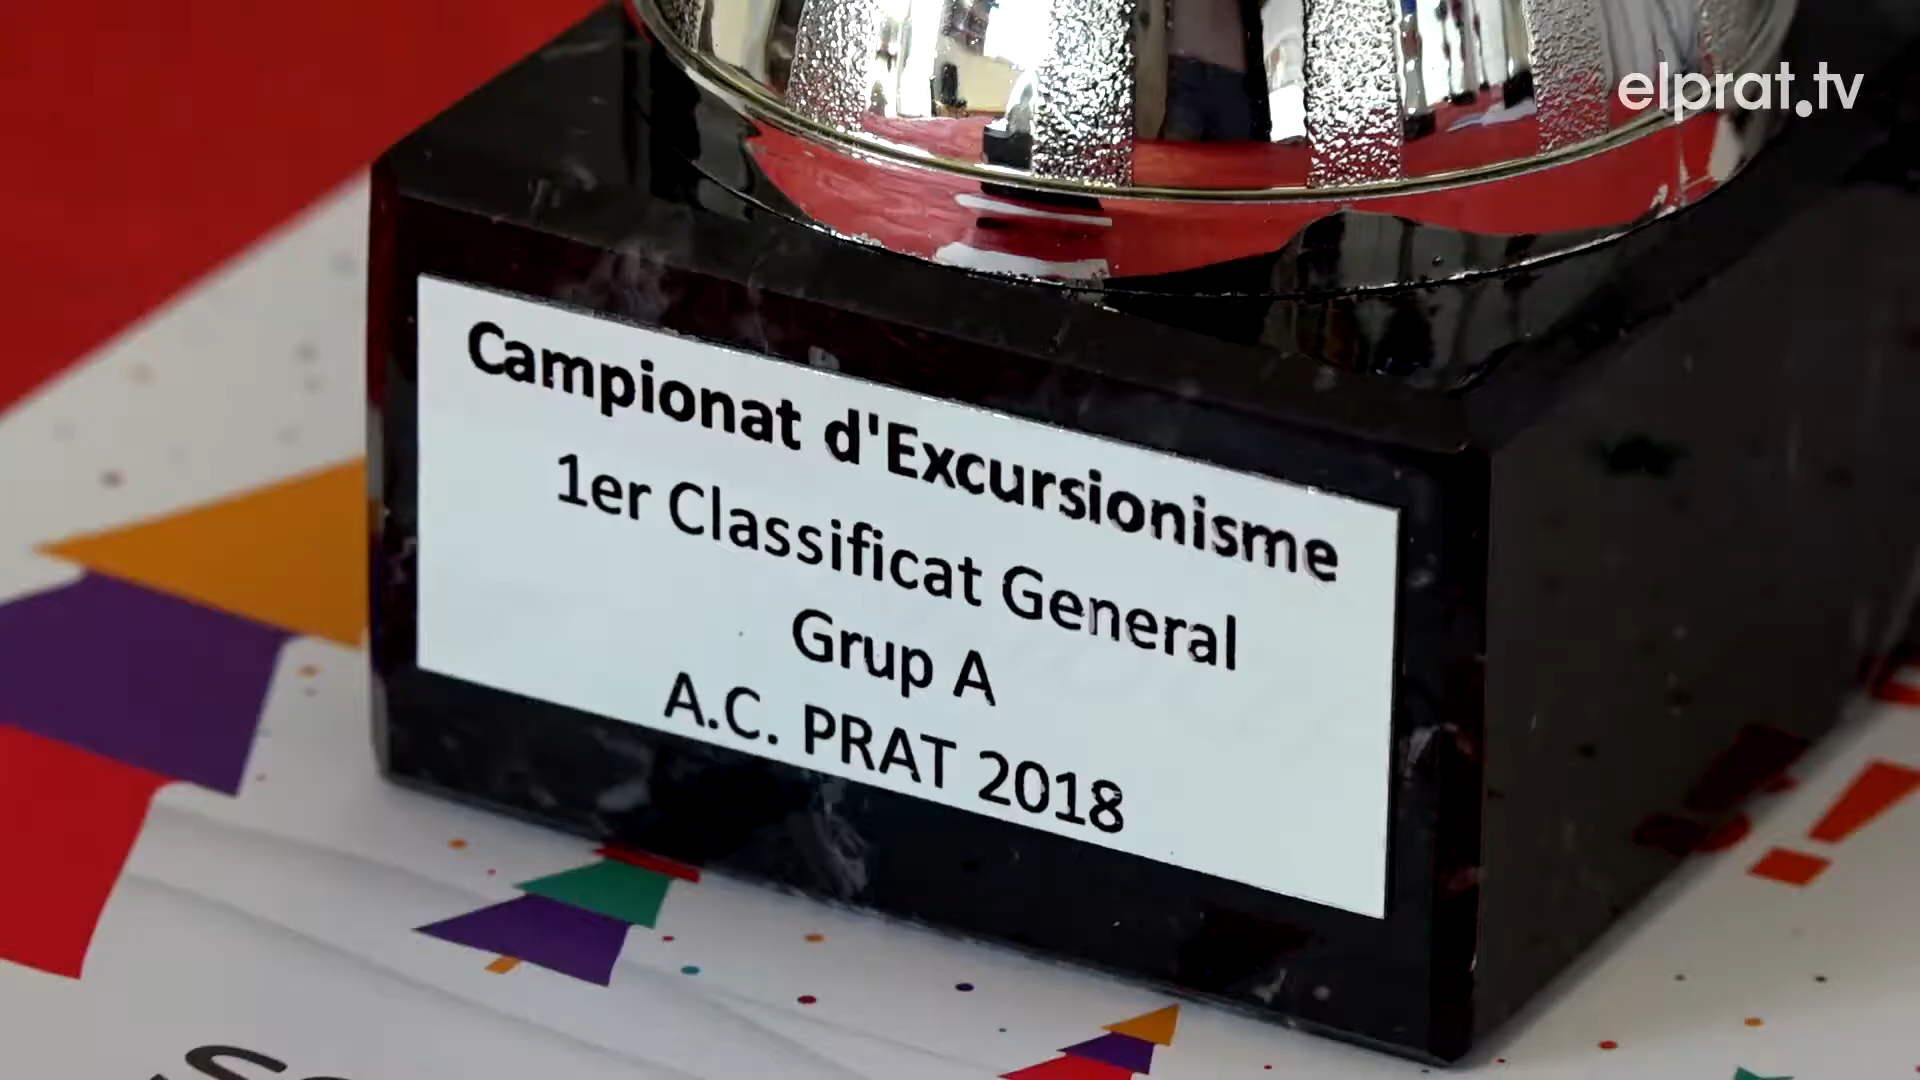 elprat.tv
Campionat d'Excursionisme
1er Classificat General
Grup A
A.C. PRAT 2018